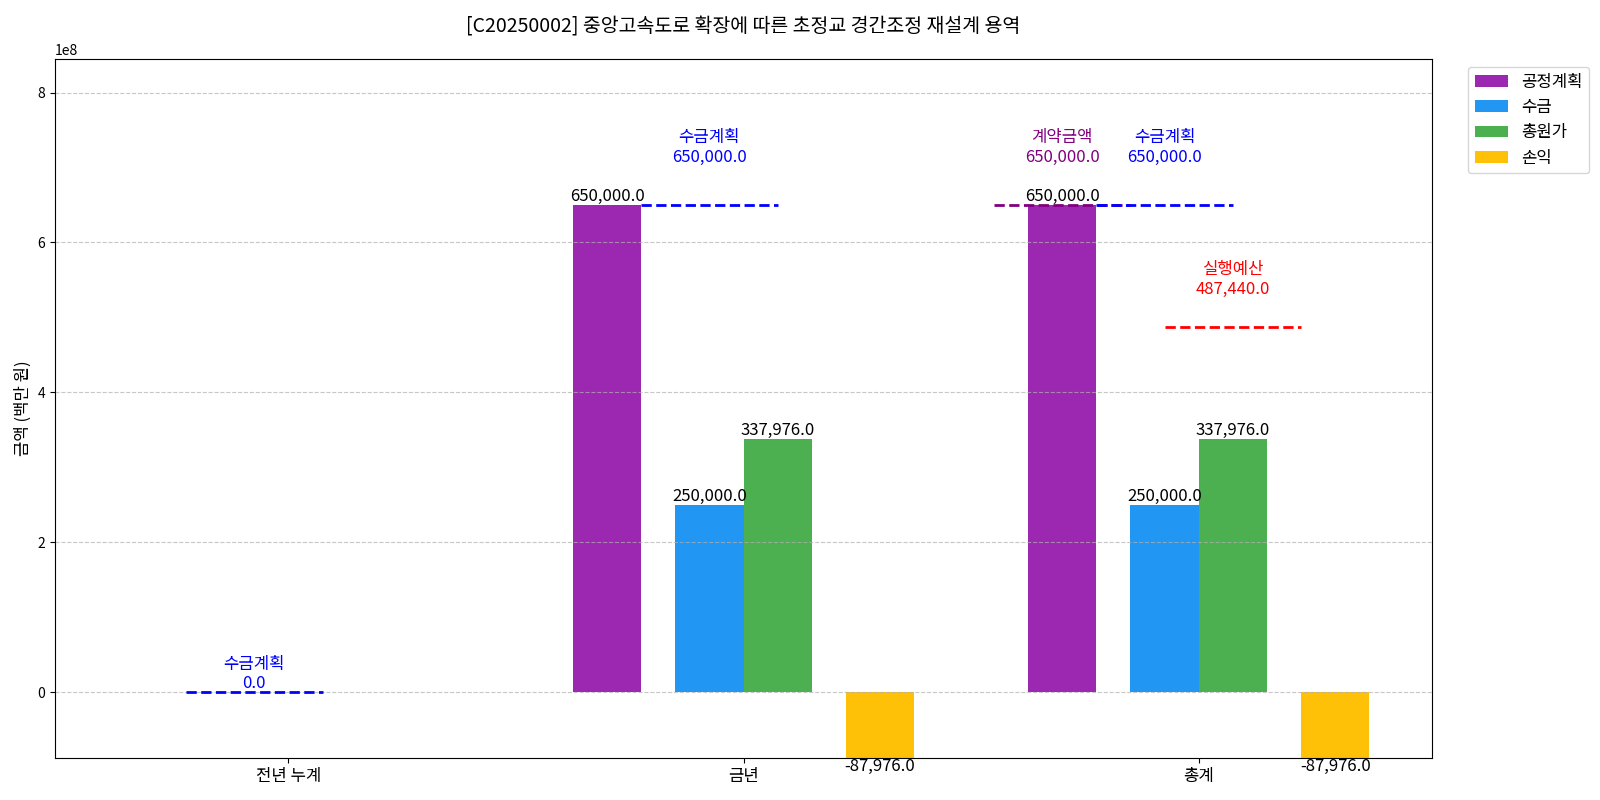 [C20250002] 중앙고속도로 확장에 따른 초정교 경간조정 재설계 용역
1e8
8
6
4
2
0
금액 (백만 원)
수금계획
0.0
수금계획
650,000.0
650,000.0
250,000.0
337,976.0
-87,976.0
계약금액
650,000.0
수금계획
650,000.0
650,000.0
실행예산
487,440.0
250,000.0
337,976.0
-87,976.0
전년 누계
금년
총계
공정계획
수금
총원가
손익